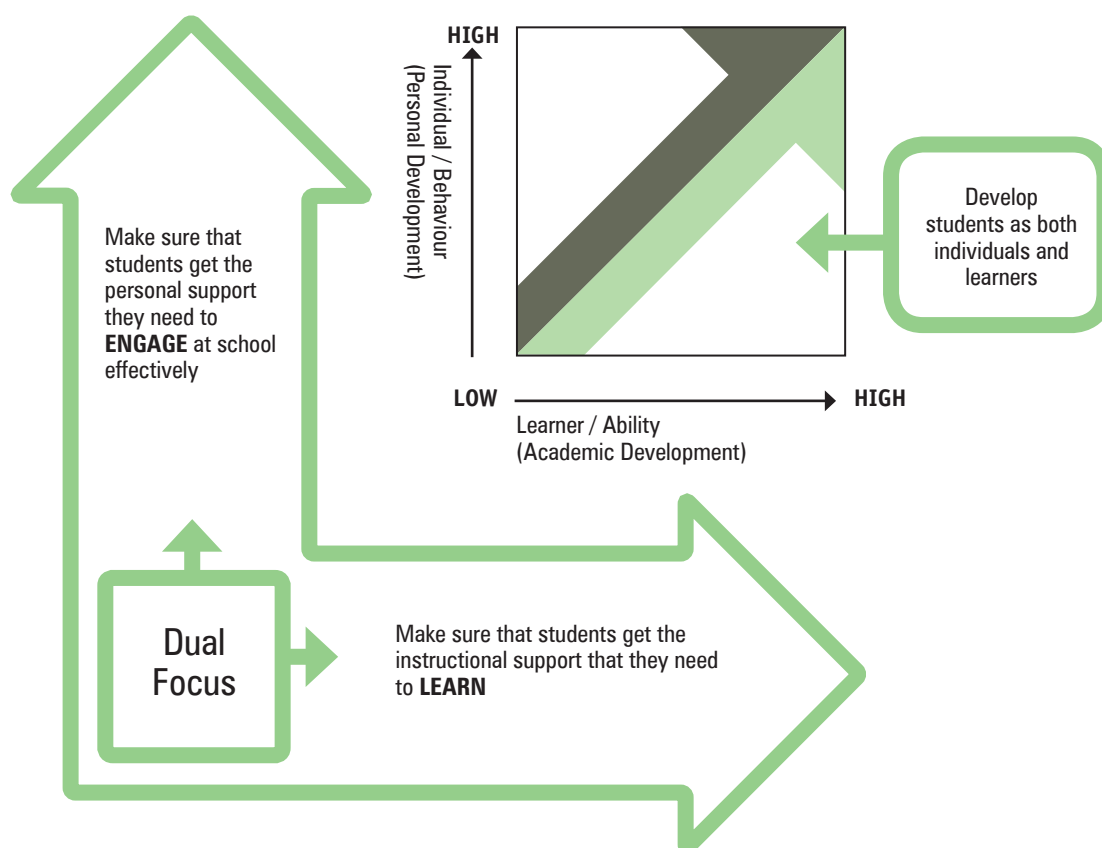 HIGH
Individual / Behaviour
(Personal Development)
Develop
students as both
individuals and
learners
Make sure that
students get the
personal support
they need to
ENGAGE at school
effectively
LOW
HIGH
Learner / Ability
(Academic Development)
Dual
Focus
Make sure that students get the
instructional support that they need
to LEARN